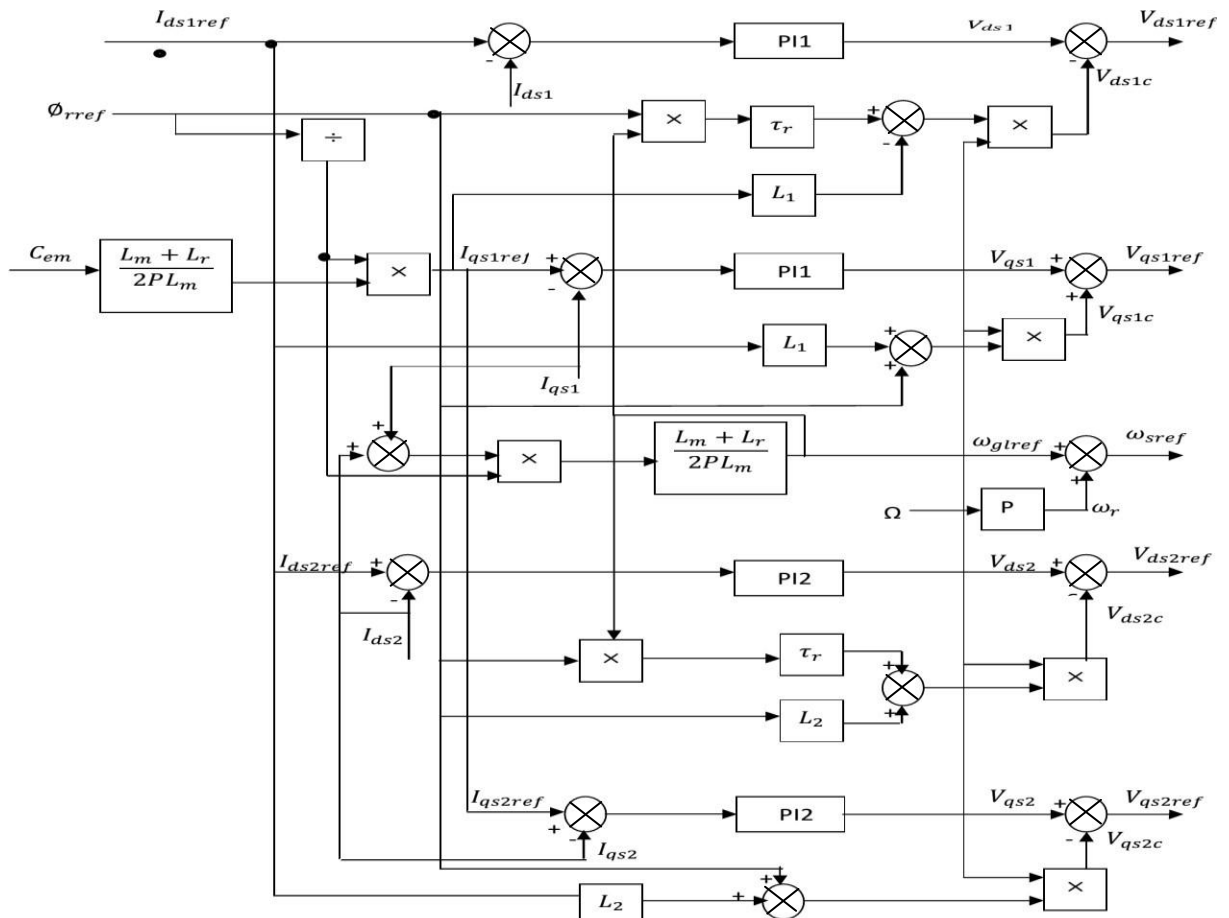 I_ds1ref
PI1
v_ds1
V_ds1ref
-
-
I_ds1
V_ds1c
Ø_rref
×
τ_r
+
-
×
÷
L_1
C_em
L_m + L_r
2PL_m
×
I_qs1ref
+
-
PI1
V_qs1
+
+
V_qs1ref
V_qs1c
L_1
+
+
×
I_qs1
+
+
×
L_m + L_r
2PL_m
ω_glref
+
+
ω_sref
Ω
P
ω_r
I_ds2ref
+
-
PI2
V_ds2
+
-
V_ds2ref
I_ds2
V_ds2c
×
τ_r
+
+
×
L_2
I_qs2ref
+
-
PI2
V_qs2
+
-
V_qs2ref
I_qs2
V_qs2c
L_2
+
+
×